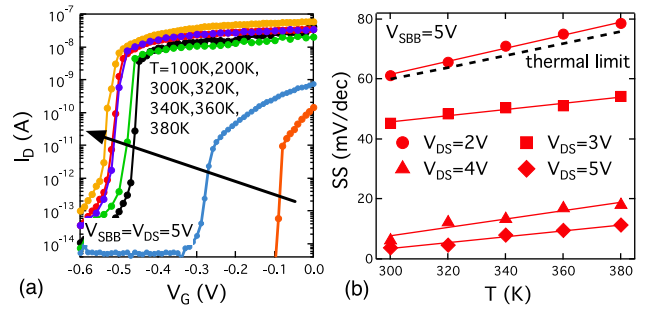 (a)
10⁻⁷
10⁻⁸
10⁻⁹
10⁻¹⁰
10⁻¹¹
10⁻¹²
10⁻¹³
10⁻¹⁴
I_D (A)
T=100K,200K,
300K,320K,
340K,360K,
380K
V_SBB=V_DS=5V
-0.6 -0.5 -0.4 -0.3 -0.2 -0.1 0.0
V_G (V)
80
60
40
20
0
SS (mV/dec)
V_SBB=5V
thermal limit
V_DS=2V V_DS=3V
V_DS=4V V_DS=5V
300 320 340 360 380
T (K)
(b)